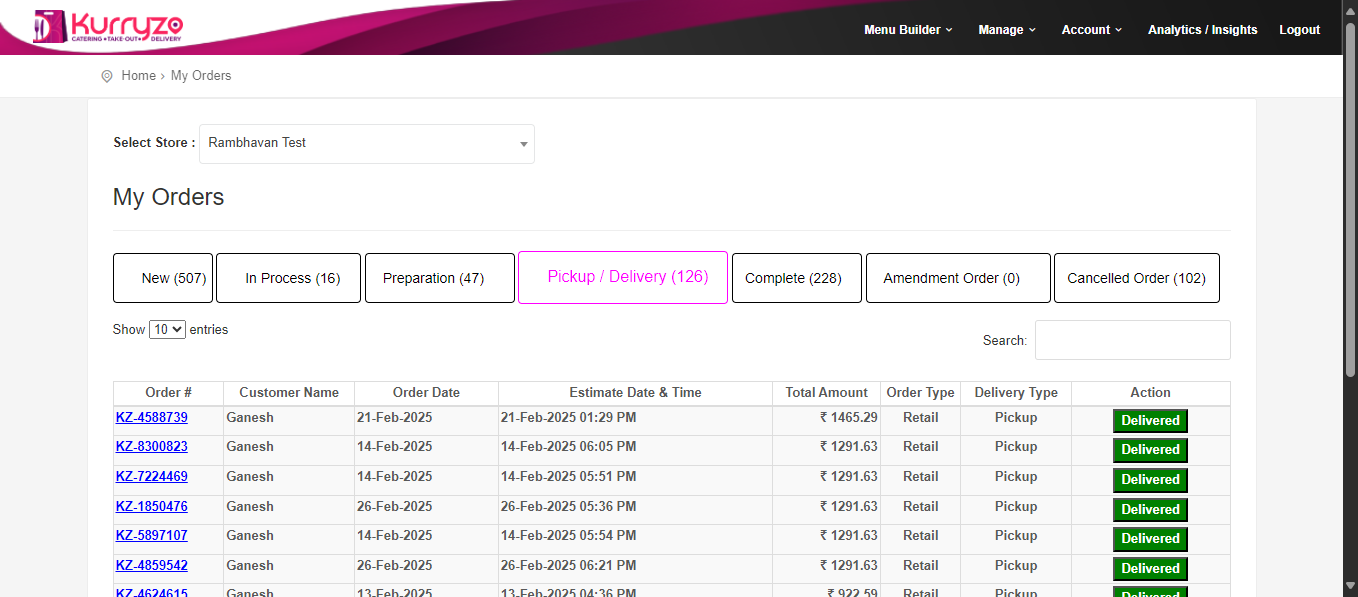 Kurryzo
CATERING • TAKE-OUT • DELIVERY
Menu Builder Manage Account Analytics / Insights Logout
Home › My Orders
Select Store : Rambhavan Test
My Orders
New (507) In Process (16) Preparation (47) Pickup / Delivery (126) Complete (228) Amendment Order (0) Cancelled Order (102)
Show 10 entries
Search:
Order # Customer Name Order Date Estimate Date & Time Total Amount Order Type Delivery Type Action
KZ-4588739 Ganesh 21-Feb-2025 21-Feb-2025 01:29 PM ₹ 1465.29 Retail Pickup Delivered
KZ-8300823 Ganesh 14-Feb-2025 14-Feb-2025 06:05 PM ₹ 1291.63 Retail Pickup Delivered
KZ-7224469 Ganesh 14-Feb-2025 14-Feb-2025 05:51 PM ₹ 1291.63 Retail Pickup Delivered
KZ-1850476 Ganesh 26-Feb-2025 26-Feb-2025 05:36 PM ₹ 1291.63 Retail Pickup Delivered
KZ-5897107 Ganesh 14-Feb-2025 14-Feb-2025 05:54 PM ₹ 1291.63 Retail Pickup Delivered
KZ-4859542 Ganesh 26-Feb-2025 26-Feb-2025 06:21 PM ₹ 1291.63 Retail Pickup Delivered
KZ-4624615 Ganesh 13-Feb-2025 13-Feb-2025 04:36 PM ₹ 922.59 Retail Pickup Delivered